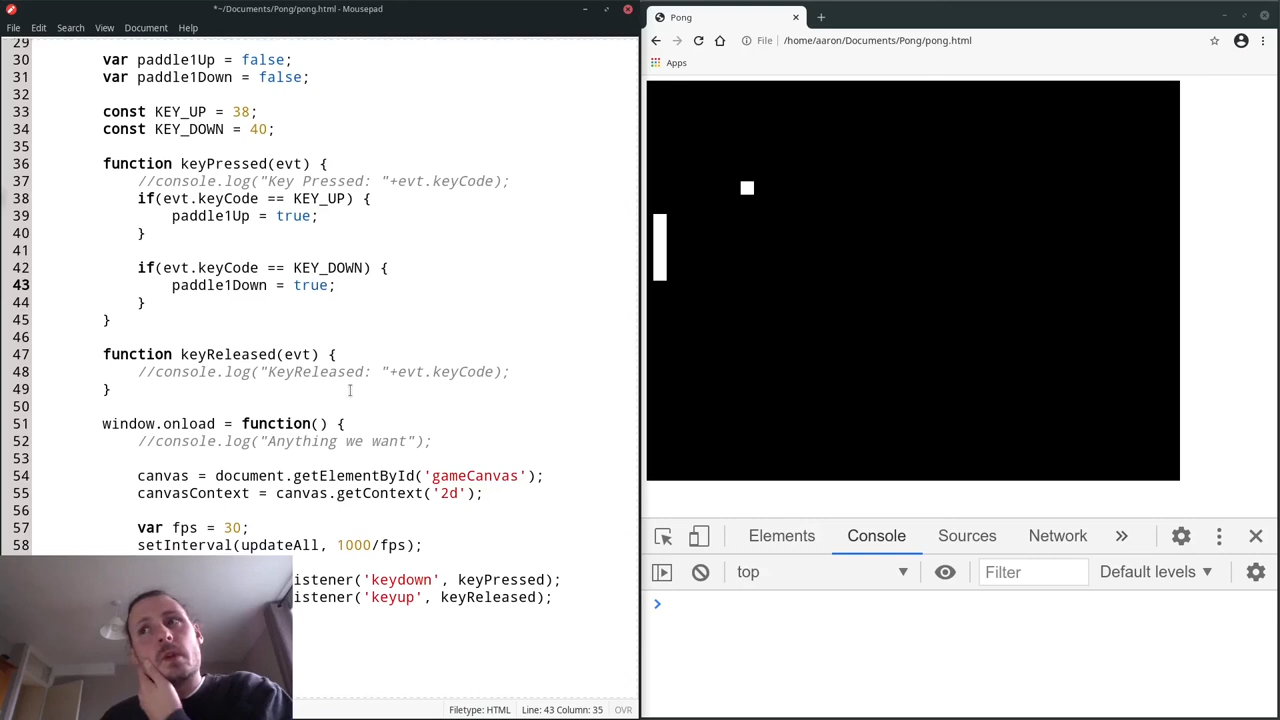 *~/Documents/Pong/pong.html - Mousepad
File Edit Search View Document Help
29
30 var paddle1Up = false;
31 var paddle1Down = false;
32
33 const KEY_UP = 38;
34 const KEY_DOWN = 40;
35
36 function keyPressed(evt) {
37 //console.log("Key Pressed: "+evt.keyCode);
38 if(evt.keyCode == KEY_UP) {
39 paddle1Up = true;
40 }
41
42 if(evt.keyCode == KEY_DOWN) {
43 paddle1Down = true;
44 }
45 }
46
47 function keyReleased(evt) {
48 //console.log("KeyReleased: "+evt.keyCode);
49 }
50
51 window.onload = function() {
52 //console.log("Anything we want");
53
54 canvas = document.getElementById('gameCanvas');
55 canvasContext = canvas.getContext('2d');
56
57 var fps = 30;
58 setInterval(updateAll, 1000/fps);
istener('keydown', keyPressed);
istener('keyup', keyReleased);
Filetype: HTML Line: 43 Column: 35 OVR
Pong
File /home/aaron/Documents/Pong/pong.html
Apps
Elements Console Sources Network
top Filter Default levels